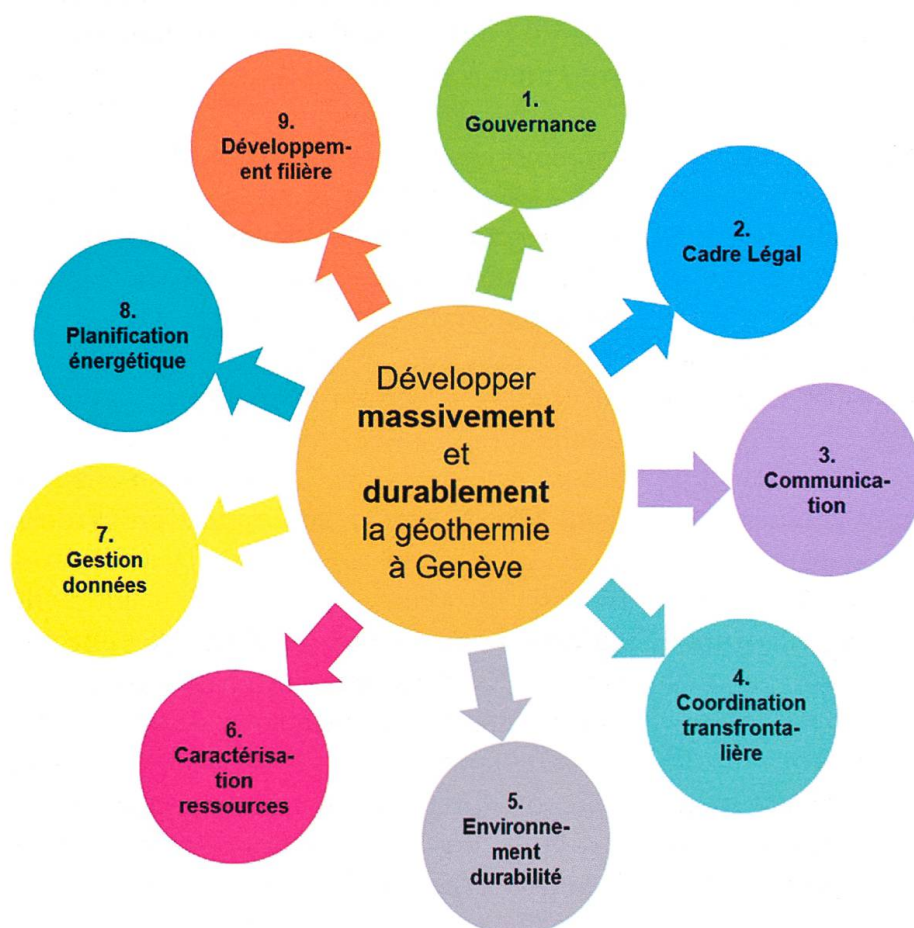 Développer
massivement
et
durablement
la géothermie
à Genève
1.
Gouvernance
2.
Cadre Légal
3.
Communica-
tion
4.
Coordination
transfronta-
lière
5.
Environne-
ment
durabilité
6.
Caractérisa-
tion
ressources
7.
Gestion
données
8.
Planification
énergétique
9.
Développem-
ent filière